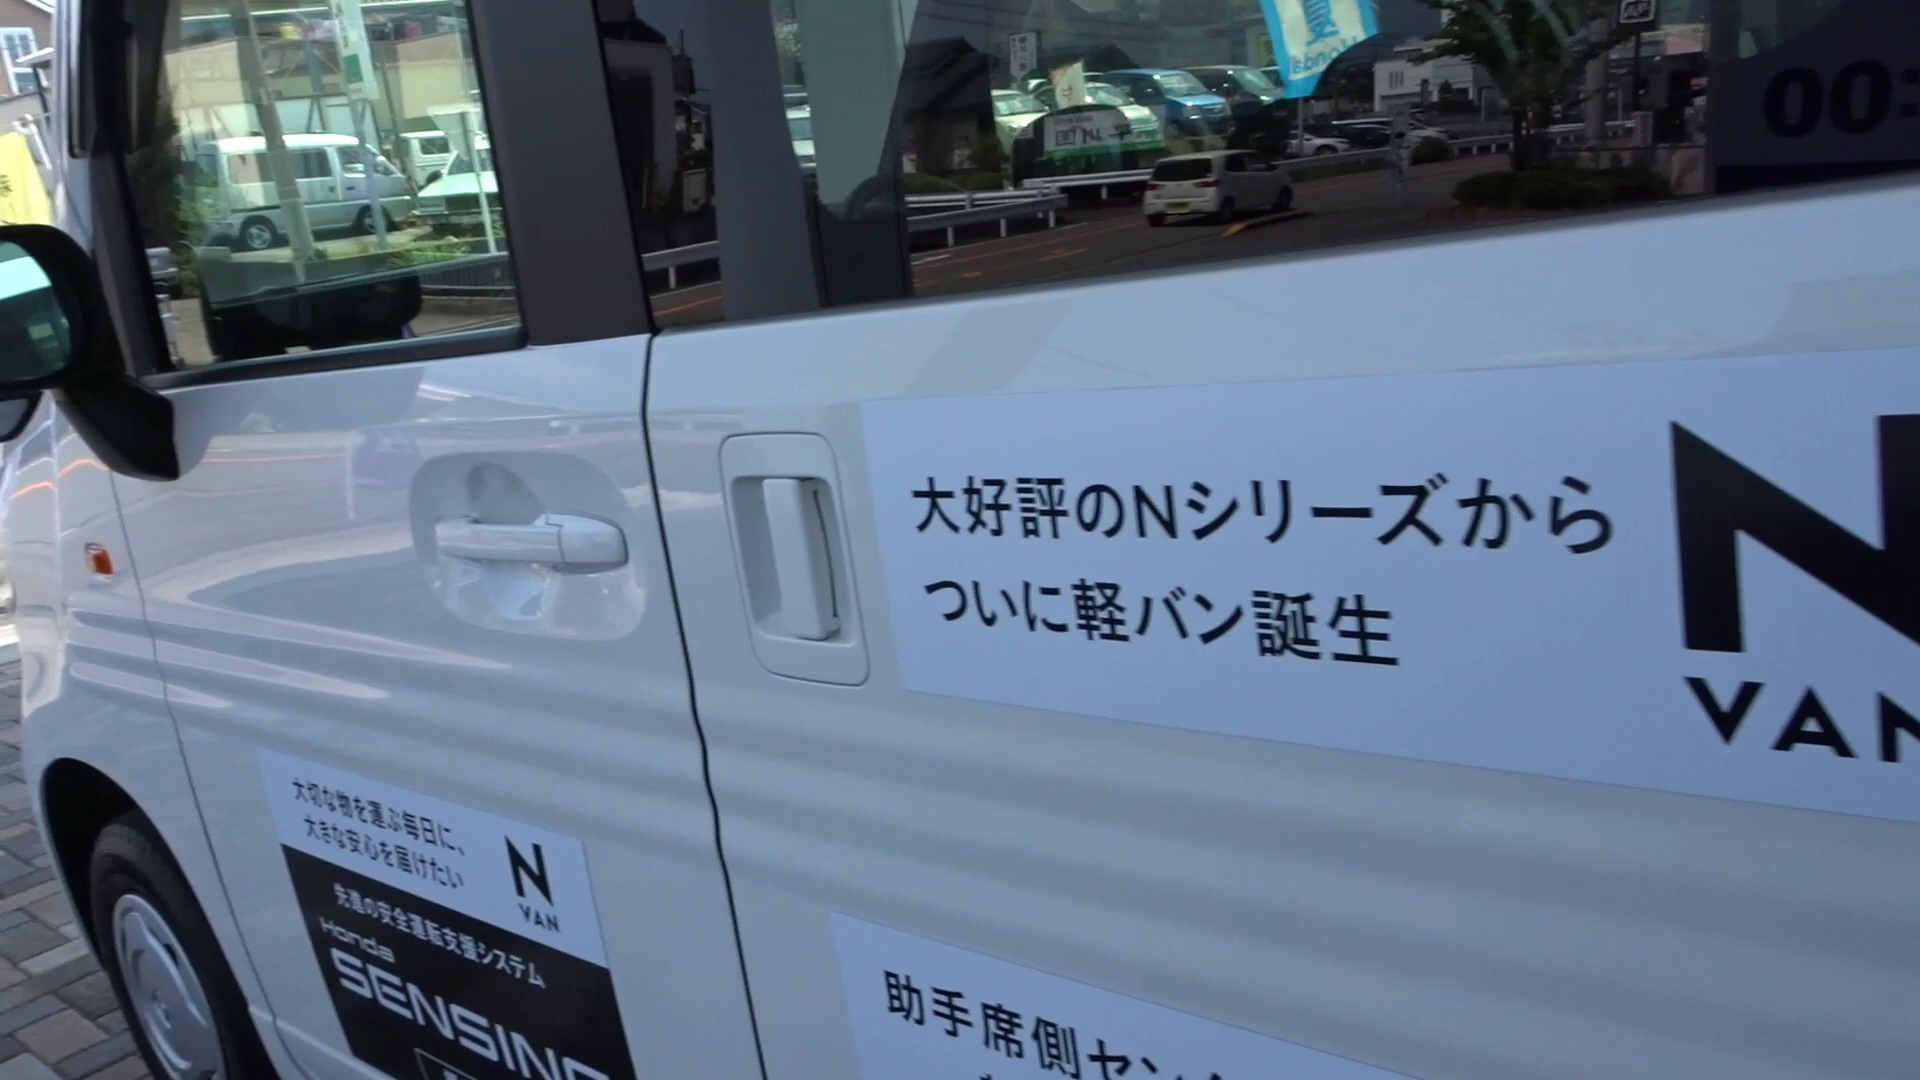 大好評のNシリーズから
ついに軽バン誕生
N
VAN
大切な物を運ぶ毎日に、
大きな安心を届けたい
N
VAN
先進の安全運転支援システム
Honda
SENSING
助手席側セン
00: